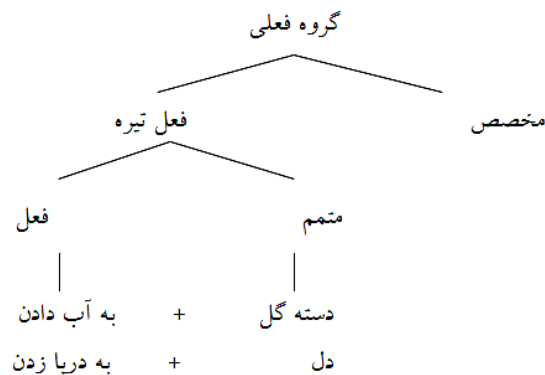 گروه فعلی
مخصص فعل تیره
متمم فعل
دسته گل + به آب دادن
دل + به دریا زدن